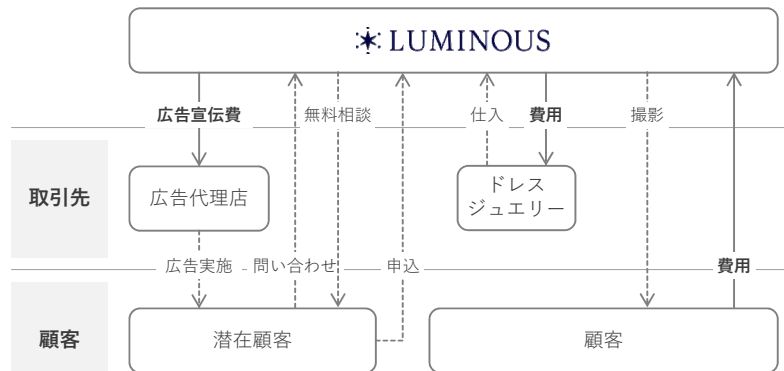 LUMINOUS
広告宣伝費
無料相談
仕入
費用
撮影
取引先
広告代理店
ドレス
ジュエリー
広告実施
問い合わせ
申込
費用
顧客
潜在顧客
顧客